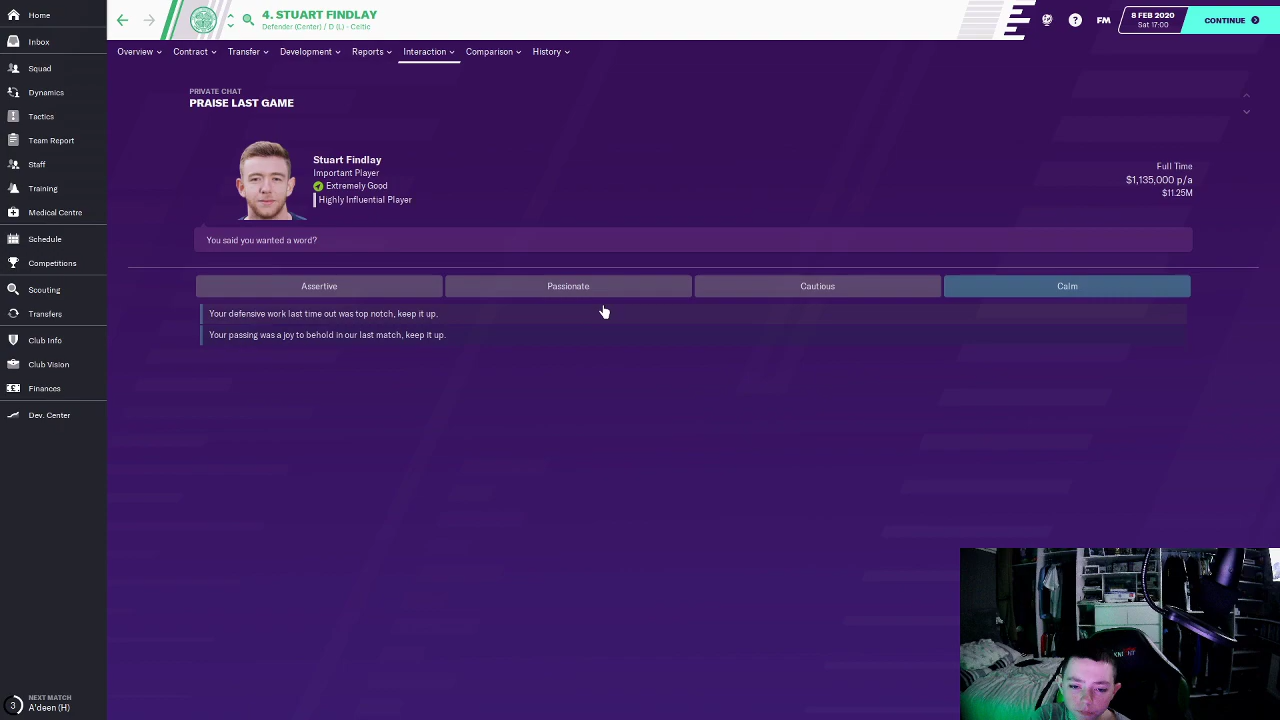 4. STUART FINDLAY
Defender (Center) / D (L) - Celtic
FM
8 FEB 2020
Sat 17:00
CONTINUE
Overview
Contract
Transfer
Development
Reports
Interaction
Comparison
History
Inbox
Squad
Dynamics
Tactics
Team Report
Staff
Training
Medical Centre
Schedule
Competitions
Scouting
Transfers
Club Info
Club Vision
Finances
Dev. Center
PRIVATE CHAT
PRAISE LAST GAME
Stuart Findlay
Important Player
Extremely Good
Highly Influential Player
Full Time
$1,135,000 p/a
$11.25M
You said you wanted a word?
Assertive
Passionate
Cautious
Calm
Your defensive work last time out was top notch, keep it up.
Your passing was a joy to behold in our last match, keep it up.
3
NEXT MATCH
A'deen (H)